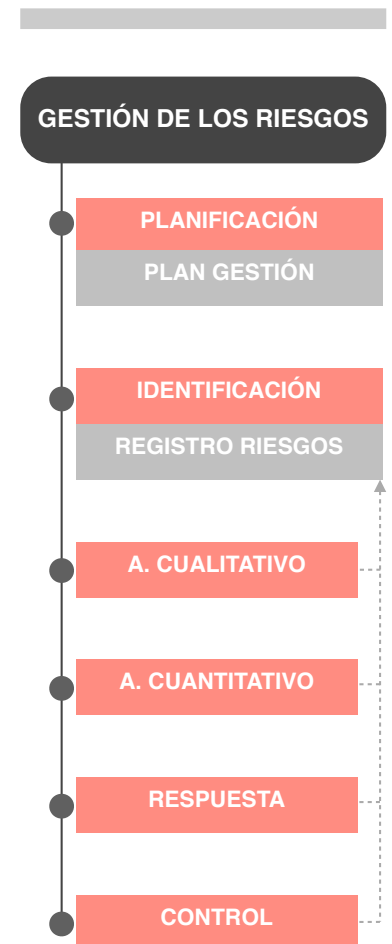 GESTIÓN DE LOS RIESGOS
PLANIFICACIÓN
PLAN GESTIÓN
IDENTIFICACIÓN
REGISTRO RIESGOS
A. CUALITATIVO
A. CUANTITATIVO
RESPUESTA
CONTROL